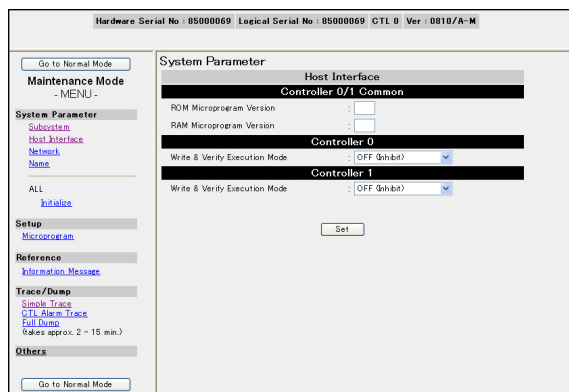 Hardware Serial No : 85000069 Logical Serial No : 85000069 CTL 0 Ver : 0810/A-M
Go to Normal Mode
Maintenance Mode
- MENU -
System Parameter
Subsystem
Host Interface
Network
Name
ALL
Initialize
Setup
Microprogram
Reference
Information Message
Trace/Dump
Simple Trace
CTL Alarm Trace
Full Dump
(takes approx. 2 - 15 min.)
Others
Go to Normal Mode
System Parameter
Host Interface
Controller 0/1 Common
ROM Microprogram Version :
RAM Microprogram Version :
Controller 0
Write & Verify Execution Mode : OFF (Inhibit)
Controller 1
Write & Verify Execution Mode : OFF (Inhibit)
Set